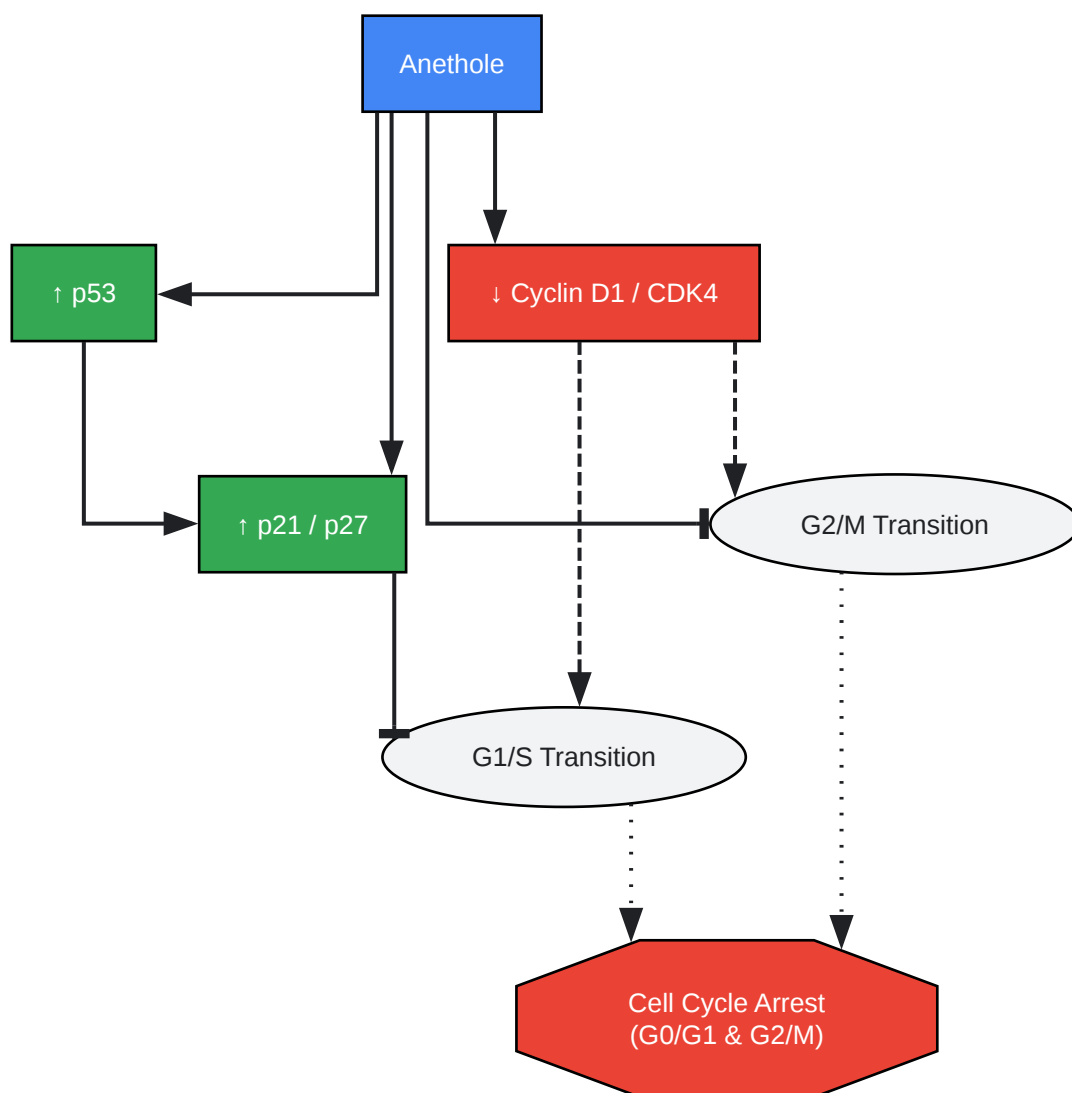 Anethole
↑ p53
↓ Cyclin D1 / CDK4
↑ p21 / p27
G2/M Transition
G1/S Transition
Cell Cycle Arrest
(G0/G1 & G2/M)